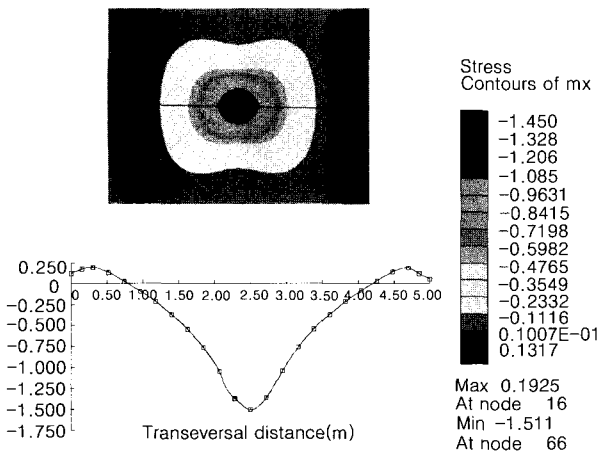 Stress
Contours of mx
-1.450
-1.328
-1.206
-1.085
-0.9631
-0.8415
-0.7198
-0.5982
-0.4765
-0.3549
-0.2332
-0.1116
0.1007E-01
0.1317
Max 0.1925
At node 16
Min -1.511
At node 66
0.250
0
-0.250
-0.500
-0.750
-1.000
-1.250
-1.500
-1.750
0.50 1.00 1.50 2.00 2.50 3.00 3.50 4.00 4.50 5.00
Transeversal distance(m)